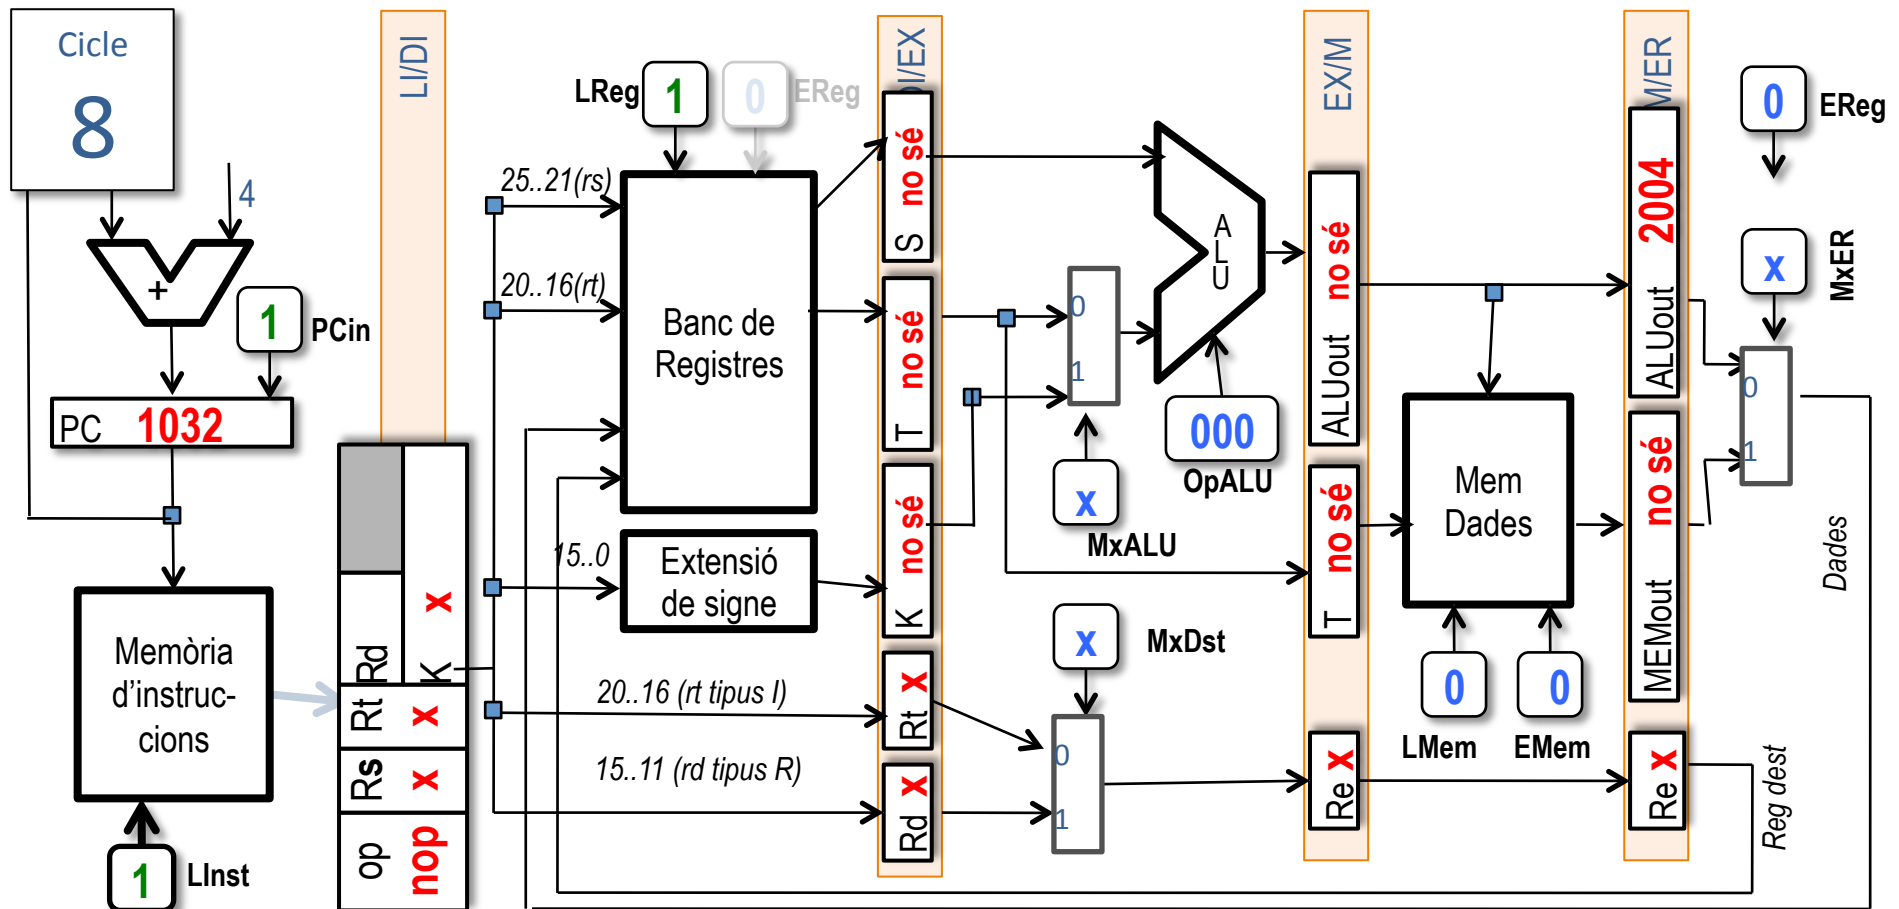 Cicle
8
4
+
1
PCin
PC 1032
Memòria
d'instruc-
cions
1
LInst
LI/DI
Rd
K x
Rt x
Rs x
op nop
LReg 1
0 EReg
25..21(rs)
20..16(rt)
Banc de
Registres
15..0
Extensió
de signe
20..16 (rt tipus I)
15..11 (rd tipus R)
DI/EX
S no sé
T no sé
K no sé
Rt x
Rd x
0
1
x
MxALU
ALU
000
OpALU
x
MxDst
0
1
EX/M
ALUout no sé
T no sé
Re x
Mem
Dades
0
LMem
0
EMem
M/ER
ALUout 2004
MEMout no sé
Re x
0
EReg
x
MxER
0
1
Dades
Reg dest